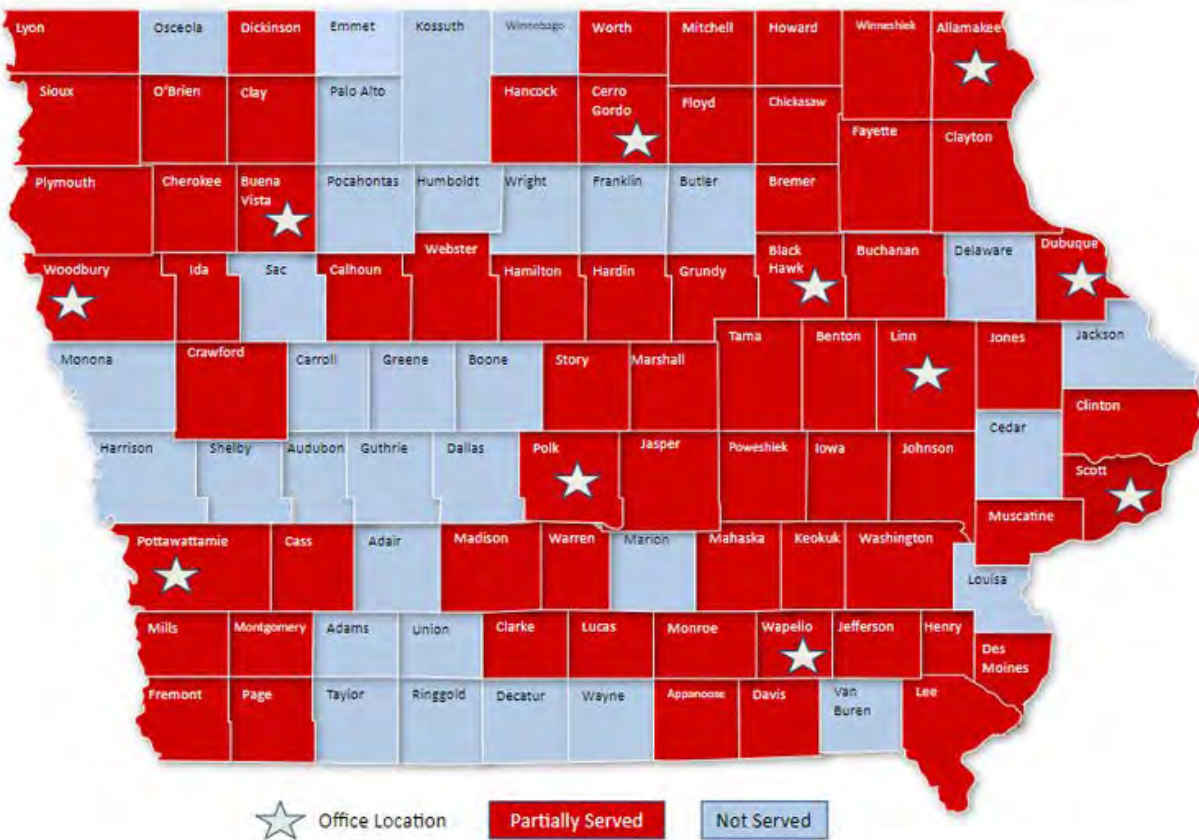 Lyon
Osceola
Dickinson
Emmet
Kossuth
Winnebago
Worth
Mitchell
Howard
Winneshiek
Allamakee
Sioux
O'Brien
Clay
Palo Alto
Hancock
Cerro
Gordo
Floyd
Chickasaw
Fayette
Clayton
Plymouth
Cherokee
Buena
Vista
Pocahontas
Humboldt
Wright
Franklin
Butler
Bremer
Woodbury
Ida
Sac
Calhoun
Webster
Hamilton
Hardin
Grundy
Black
Hawk
Buchanan
Delaware
Dubuque
Monona
Crawford
Carroll
Greene
Boone
Story
Marshall
Tama
Benton
Linn
Jones
Jackson
Clinton
Cedar
Harrison
Shelby
Audubon
Guthrie
Dallas
Polk
Jasper
Poweshiek
Iowa
Johnson
Scott
Muscatine
Pottawattamie
Cass
Adair
Madison
Warren
Marion
Mahaska
Keokuk
Washington
Louisa
Mills
Montgomery
Adams
Union
Clarke
Lucas
Monroe
Wapello
Jefferson
Henry
Des
Moines
Fremont
Page
Taylor
Ringgold
Decatur
Wayne
Appanoose
Davis
Van
Buren
Lee
Office Location
Partially Served
Not Served